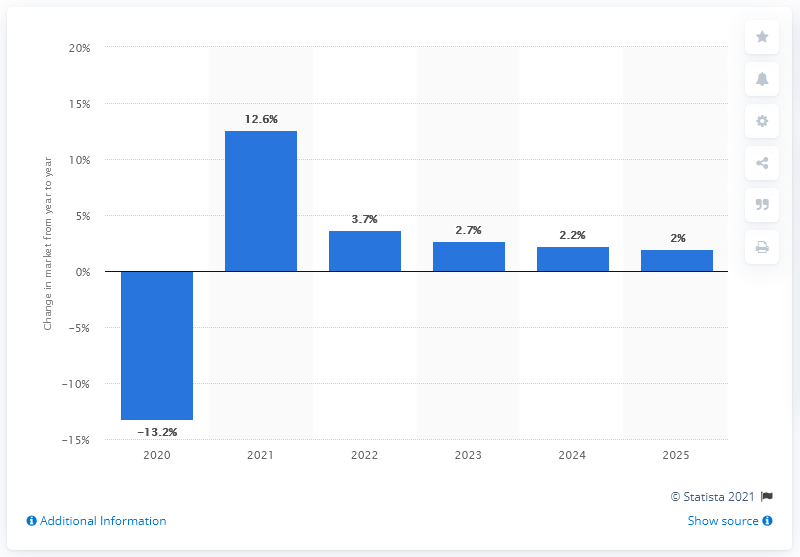 20%
15%
10%
5%
0%
−5%
−10%
−15%
Change in market from year to year
−13.2%
12.6%
3.7%
2.7%
2.2%
2%
2020 2021 2022 2023 2024 2025
© Statista 2021
Additional Information
Show source